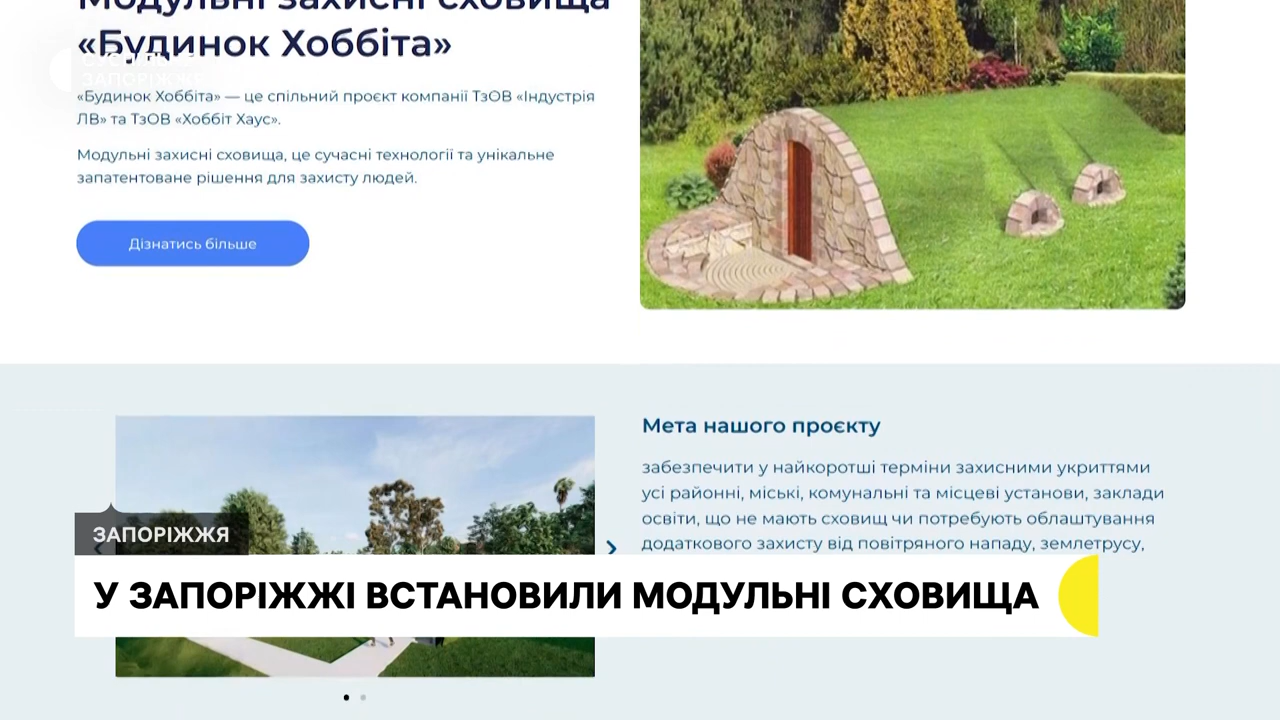 Модульні захисні сховища
«Будинок Хоббіта»
СУСПІЛЬНЕ
ЗАПОРІЖЖЯ
«Будинок Хоббіта» — це спільний проєкт компанії ТзОВ «Індустрія
ЛВ» та ТзОВ «Хоббіт Хаус».
Модульні захисні сховища, це сучасні технології та унікальне
запатентоване рішення для захисту людей.
Дізнатись більше
Мета нашого проєкту
забезпечити у найкоротші терміни захисними укриттями
усі районні, міські, комунальні та місцеві установи, заклади
освіти, що не мають сховищ чи потребують облаштування
додаткового захисту від повітряного нападу, землетрусу,
ЗАПОРІЖЖЯ
У ЗАПОРІЖЖІ ВСТАНОВИЛИ МОДУЛЬНІ СХОВИЩА